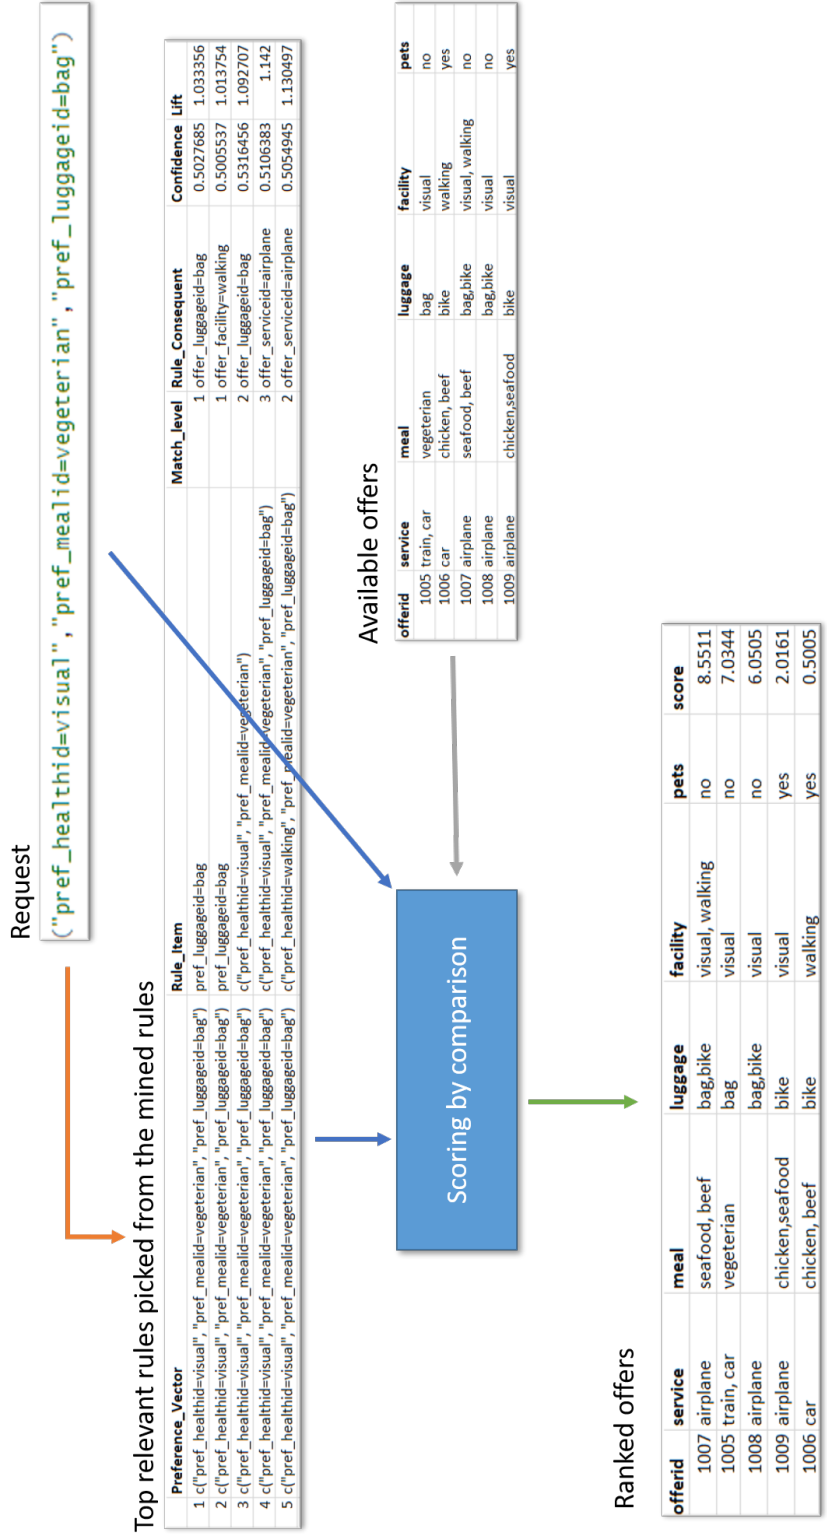 Request
("pref_healthid=visual","pref_mealid=vegeterian","pref_luggageid=bag")
Top relevant rules picked from the mined rules
Preference_Vector Rule_Item Match_level Rule_Consequent Confidence Lift
1 c("pref_healthid=visual", "pref_mealid=vegeterian", "pref_luggageid=bag") pref_luggageid=bag 1 offer_luggageid=bag 0.5027685 1.033356
2 c("pref_healthid=visual", "pref_mealid=vegeterian", "pref_luggageid=bag") pref_luggageid=bag 1 offer_facility=walking 0.5005537 1.013754
3 c("pref_healthid=visual", "pref_mealid=vegeterian", "pref_luggageid=bag") c("pref_healthid=visual", "pref_mealid=vegeterian") 2 offer_luggageid=bag 0.5316456 1.092707
4 c("pref_healthid=visual", "pref_mealid=vegeterian", "pref_luggageid=bag") c("pref_healthid=visual", "pref_mealid=vegeterian", "pref_luggageid=bag") 3 offer_serviceid=airplane 0.5106383 1.142
5 c("pref_healthid=visual", "pref_mealid=vegeterian", "pref_luggageid=bag") c("pref_healthid=walking", "pref_mealid=vegeterian", "pref_luggageid=bag") 2 offer_serviceid=airplane 0.5054945 1.130497
Available offers
offerid service meal luggage facility pets
1005 train, car vegeterian bag visual no
1006 car chicken, beef bike walking yes
1007 airplane seafood, beef bag,bike visual, walking no
1008 airplane bag,bike visual no
1009 airplane chicken,seafood bike visual yes
Scoring by comparison
Ranked offers
offerid service meal luggage facility pets score
1007 airplane seafood, beef bag,bike visual, walking no 8.5511
1005 train, car vegeterian bag visual no 7.0344
1008 airplane bag,bike visual no 6.0505
1009 airplane chicken,seafood bike visual yes 2.0161
1006 car chicken, beef bike walking yes 0.5005